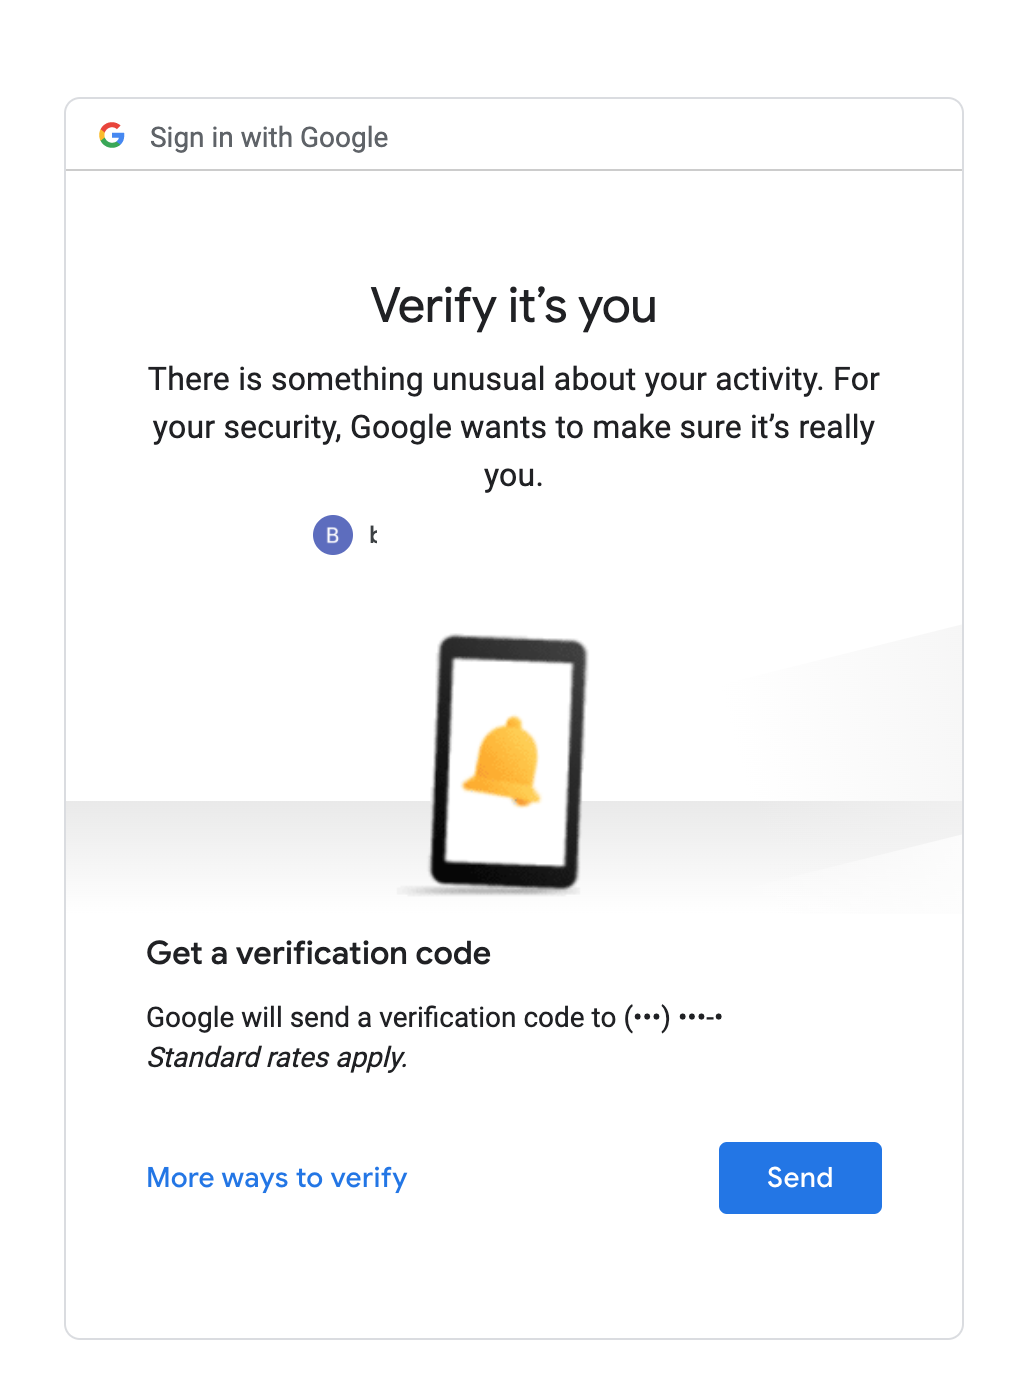 Sign in with Google
Verify it’s you
There is something unusual about your activity. For
your security, Google wants to make sure it’s really
you.
B
Get a verification code
Google will send a verification code to (•••) •••-•
Standard rates apply.
More ways to verify
Send